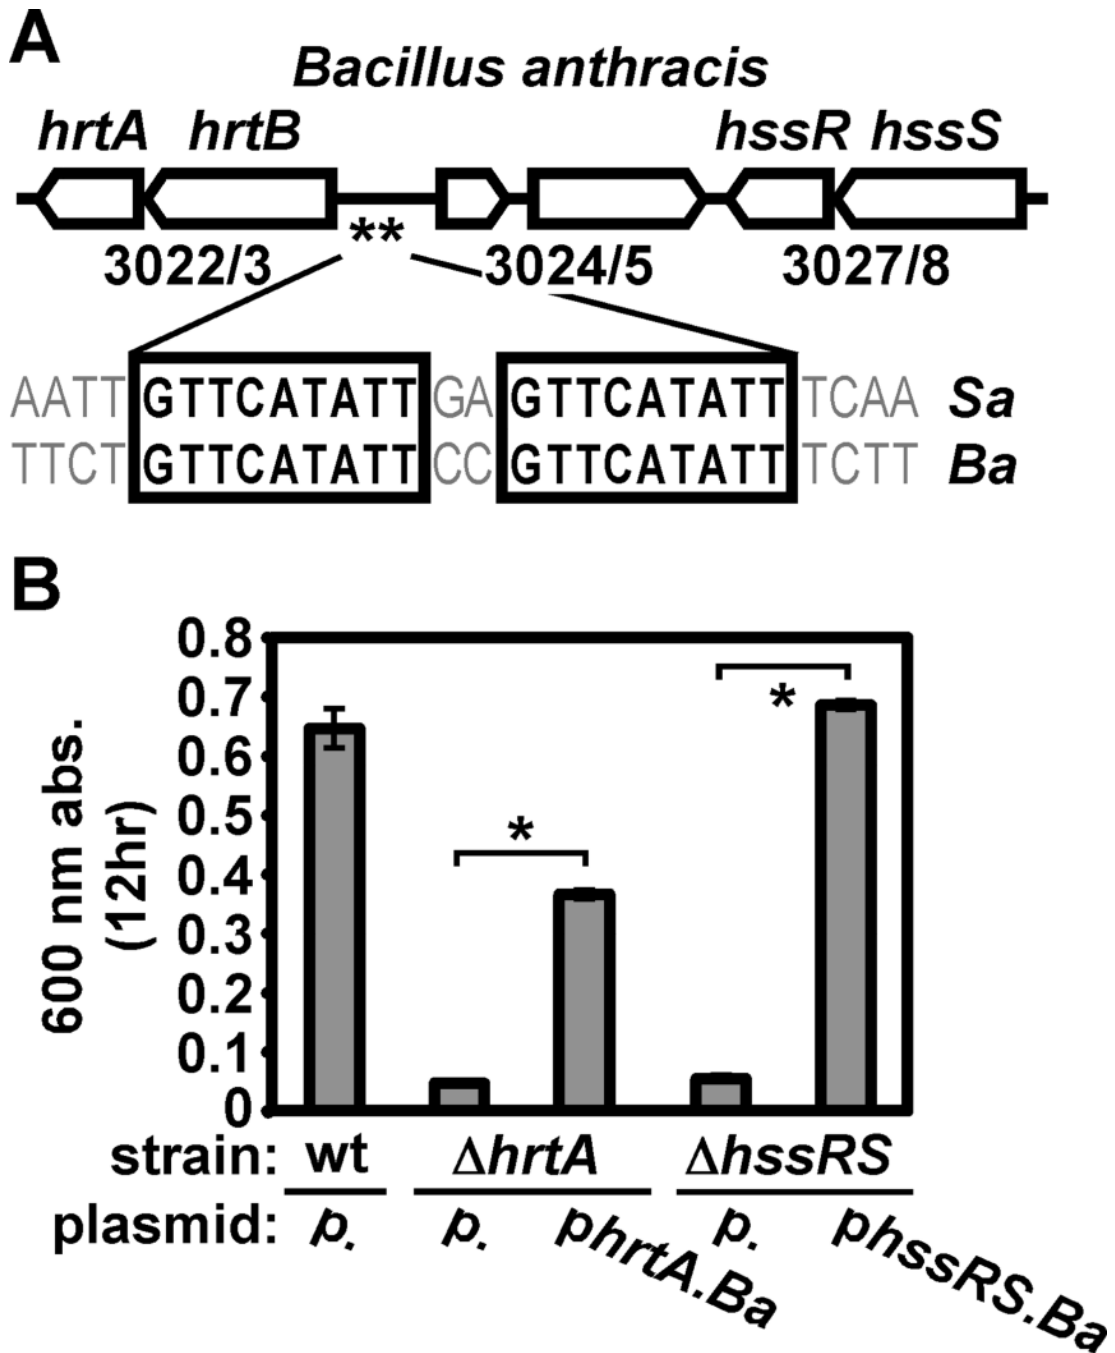 A
Bacillus anthracis
hrtA hrtB hssR hssS
**
3022/3 3024/5 3027/8
AATT GTTCATATT GA GTTCATATT TCAA Sa
TTCT GTTCATATT CC GTTCATATT TCTT Ba
B
600 nm abs.
(12hr)
0.8
0.7
0.6
0.5
0.4
0.3
0.2
0.1
0
*
*
strain: wt ΔhrtA ΔhssRS
plasmid: p. p. phrtA.Ba p. phssRS.Ba